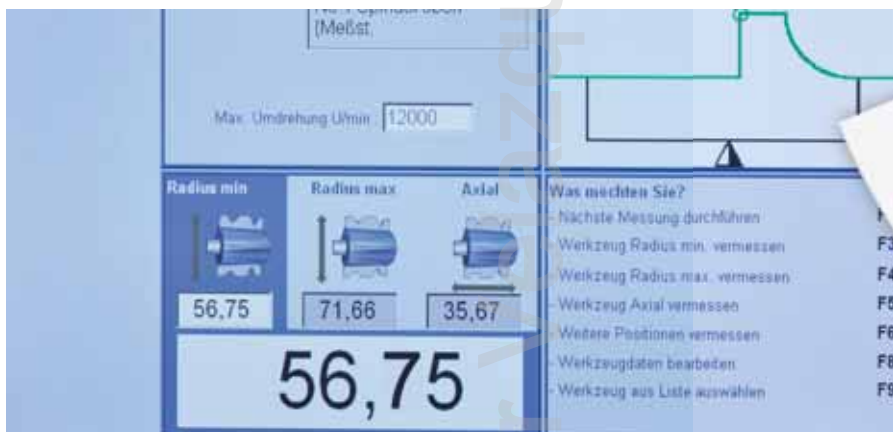 (Meßst.
Max. Umdrehung U/min 12000
Radius min
Radius max
Axial
56,75
71,66
35,67
56,75
Was möchten Sie?
- Nächste Messung durchführen
- Werkzeug Radius min. vermessen F3
- Werkzeug Radius max. vermessen F4
- Werkzeug Axial vermessen F5
- Weitere Positionen vermessen F6
- Werkzeugdaten bearbeiten F8
- Werkzeug aus Liste auswählen F9